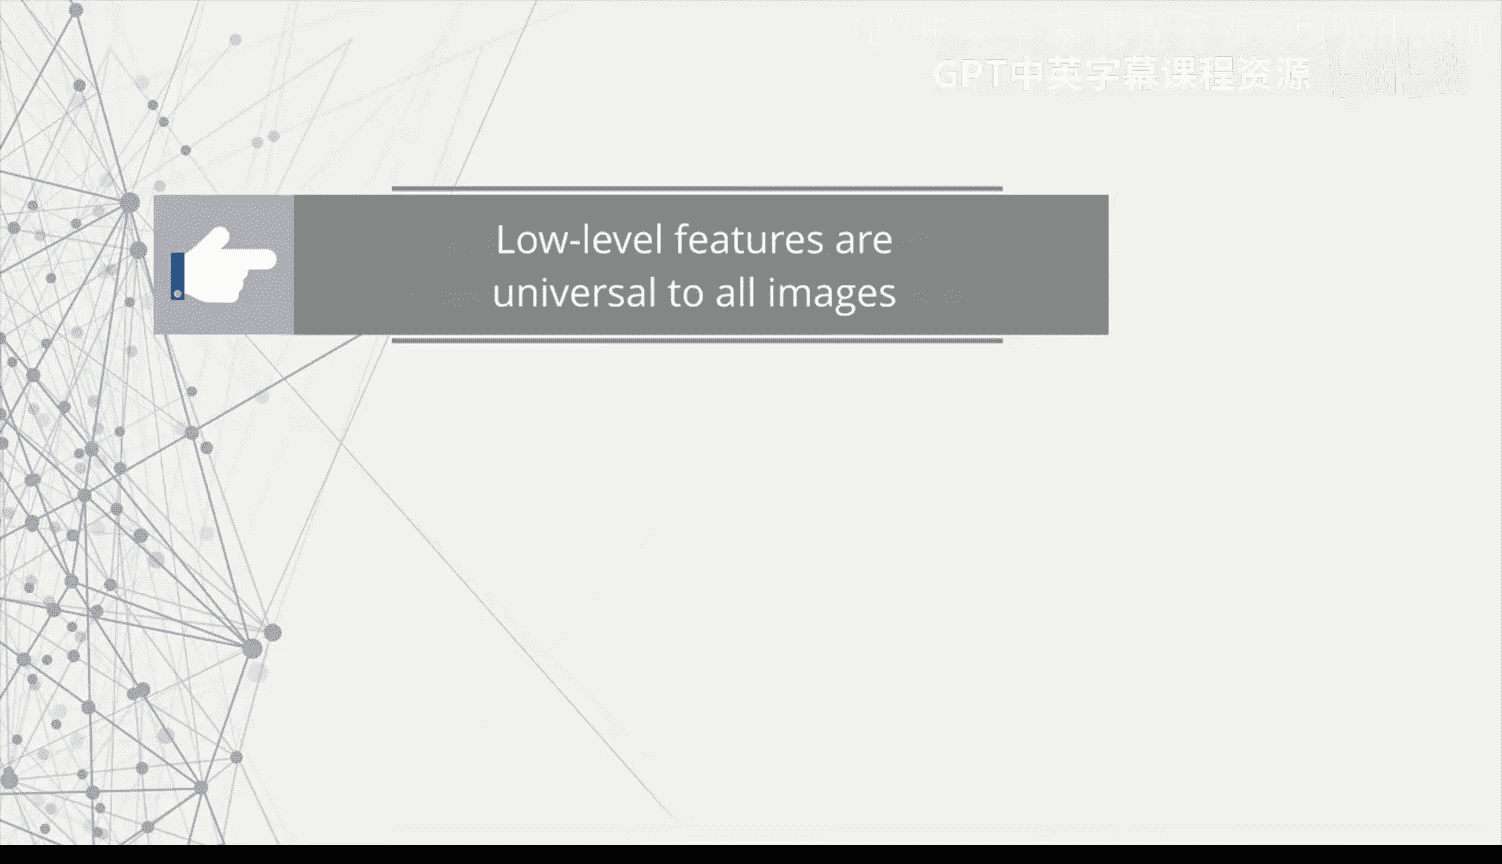 GPT中英字幕课程资源
Low-level features are
universal to all images